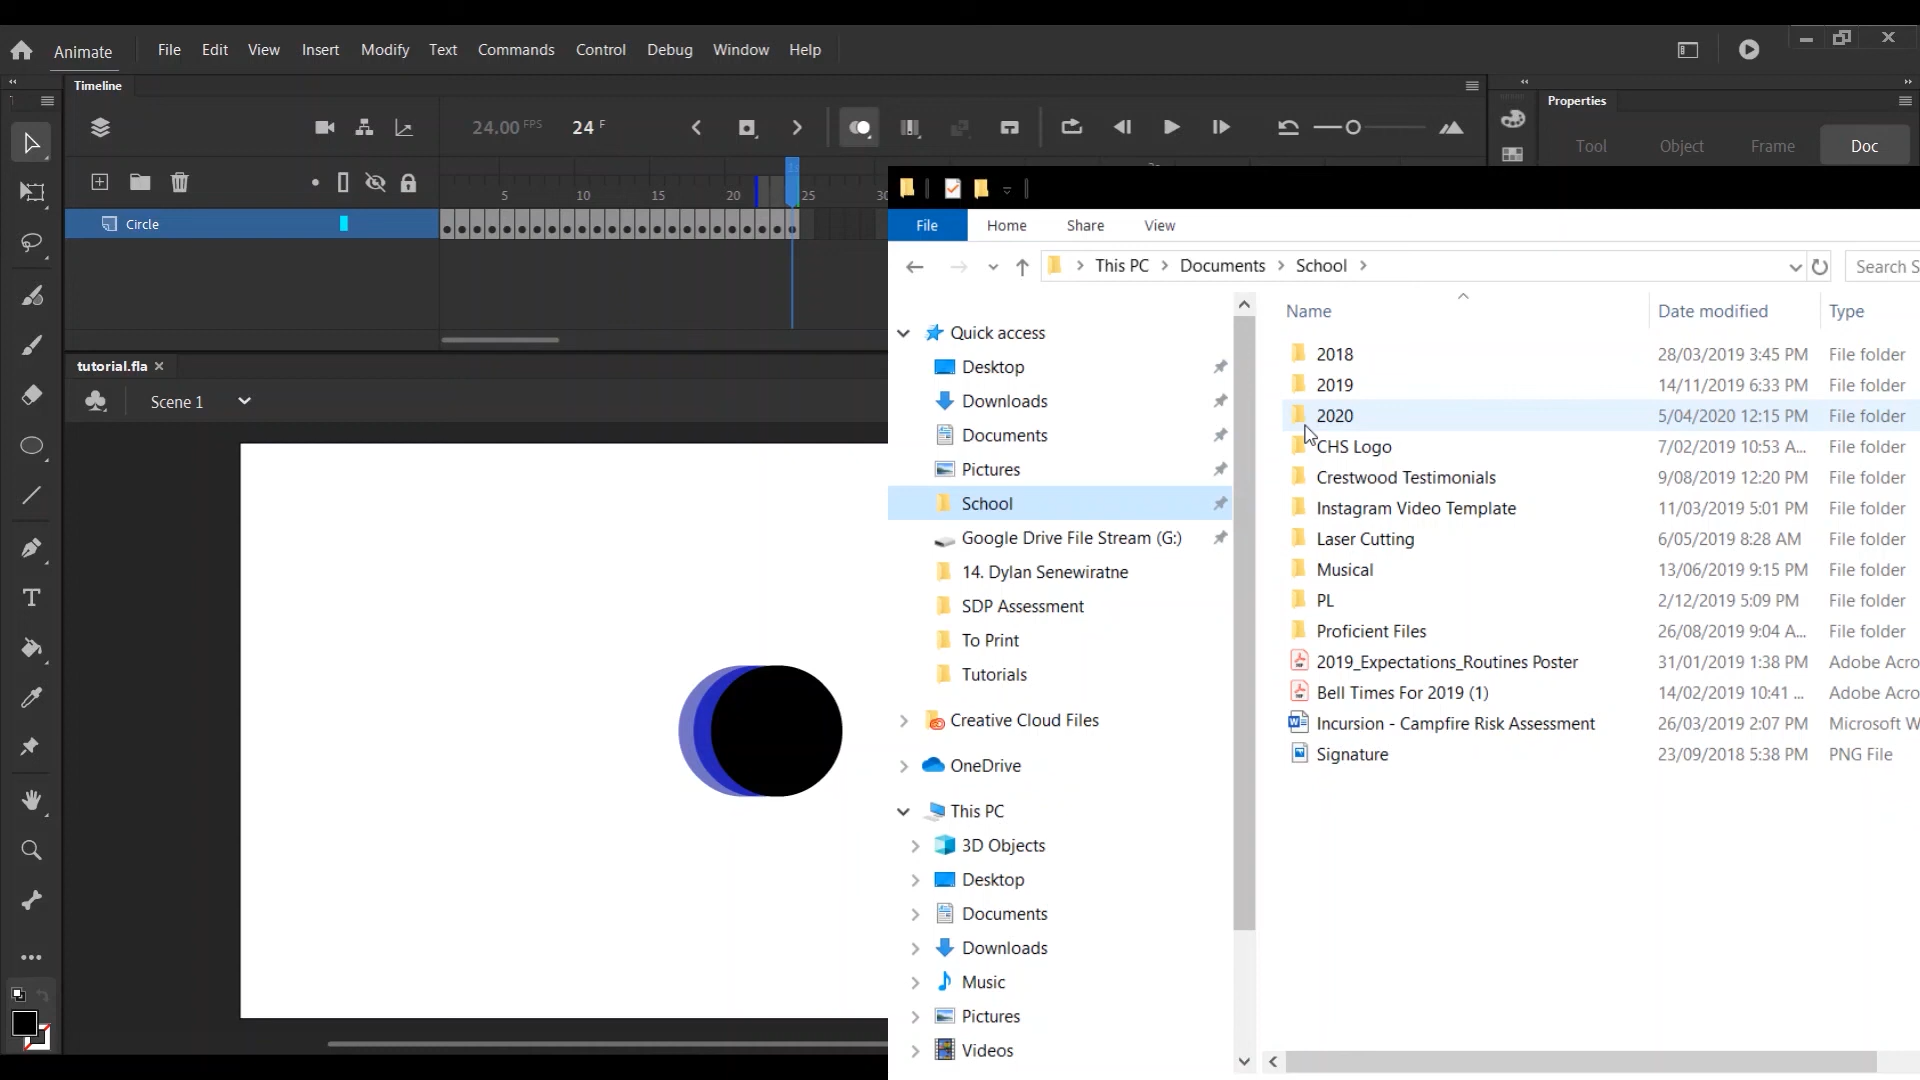 Animate File Edit View Insert Modify Text Commands Control Debug Window Help
Timeline
Properties
24.00 FPS 24 F
Tool Object Frame Doc
5 10 15 20 25 30
Circle
tutorial.fla
Scene 1
File Home Share View
This PC Documents School
Search S
Name Date modified Type
Quick access
Desktop
Downloads
Documents
Pictures
School
Google Drive File Stream (G:)
14. Dylan Senewiratne
SDP Assessment
To Print
Tutorials
Creative Cloud Files
OneDrive
This PC
3D Objects
Desktop
Documents
Downloads
Music
Pictures
Videos
2018 28/03/2019 3:45 PM File folder
2019 14/11/2019 6:33 PM File folder
2020 5/04/2020 12:15 PM File folder
CHS Logo 7/02/2019 10:53 A... File folder
Crestwood Testimonials 9/08/2019 12:20 PM File folder
Instagram Video Template 11/03/2019 5:01 PM File folder
Laser Cutting 6/05/2019 8:28 AM File folder
Musical 13/06/2019 9:15 PM File folder
PL 2/12/2019 5:09 PM File folder
Proficient Files 26/08/2019 9:04 A... File folder
2019_Expectations_Routines Poster 31/01/2019 1:38 PM Adobe Acro
Bell Times For 2019 (1) 14/02/2019 10:41 ... Adobe Acro
Incursion - Campfire Risk Assessment 26/03/2019 2:07 PM Microsoft W
Signature 23/09/2018 5:38 PM PNG File